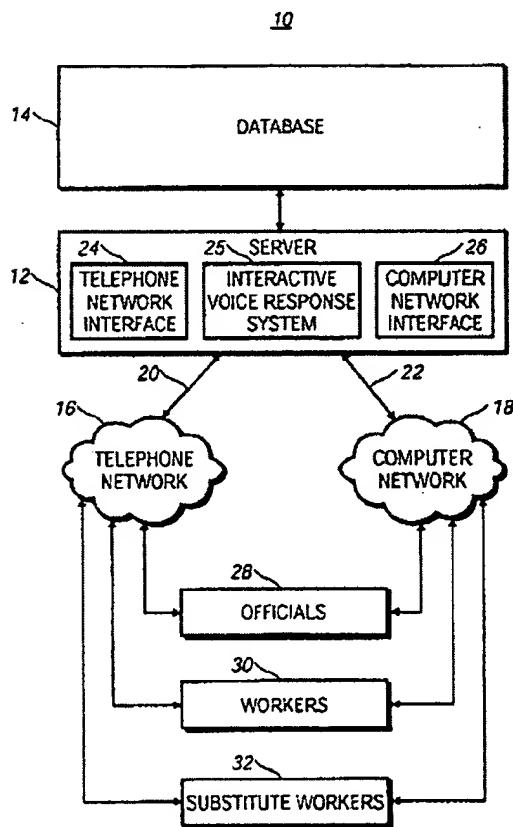 10
14
DATABASE
12
SERVER
24
TELEPHONE
NETWORK
INTERFACE
25
INTERACTIVE
VOICE RESPONSE
SYSTEM
26
COMPUTER
NETWORK
INTERFACE
20
22
16
TELEPHONE
NETWORK
18
COMPUTER
NETWORK
28
OFFICIALS
30
WORKERS
32
SUBSTITUTE WORKERS